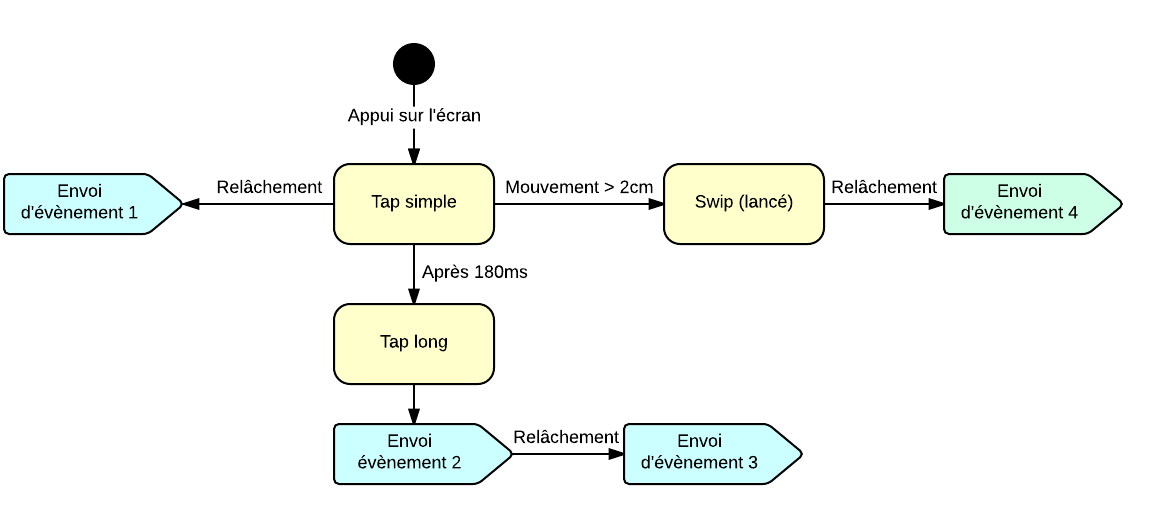 Appui sur l'écran
Envoi
d'évènement 1
Relâchement
Tap simple
Mouvement > 2cm
Swip (lancé)
Relâchement
Envoi
d'évènement 4
Après 180ms
Tap long
Envoi
évènement 2
Relâchement
Envoi
d'évènement 3